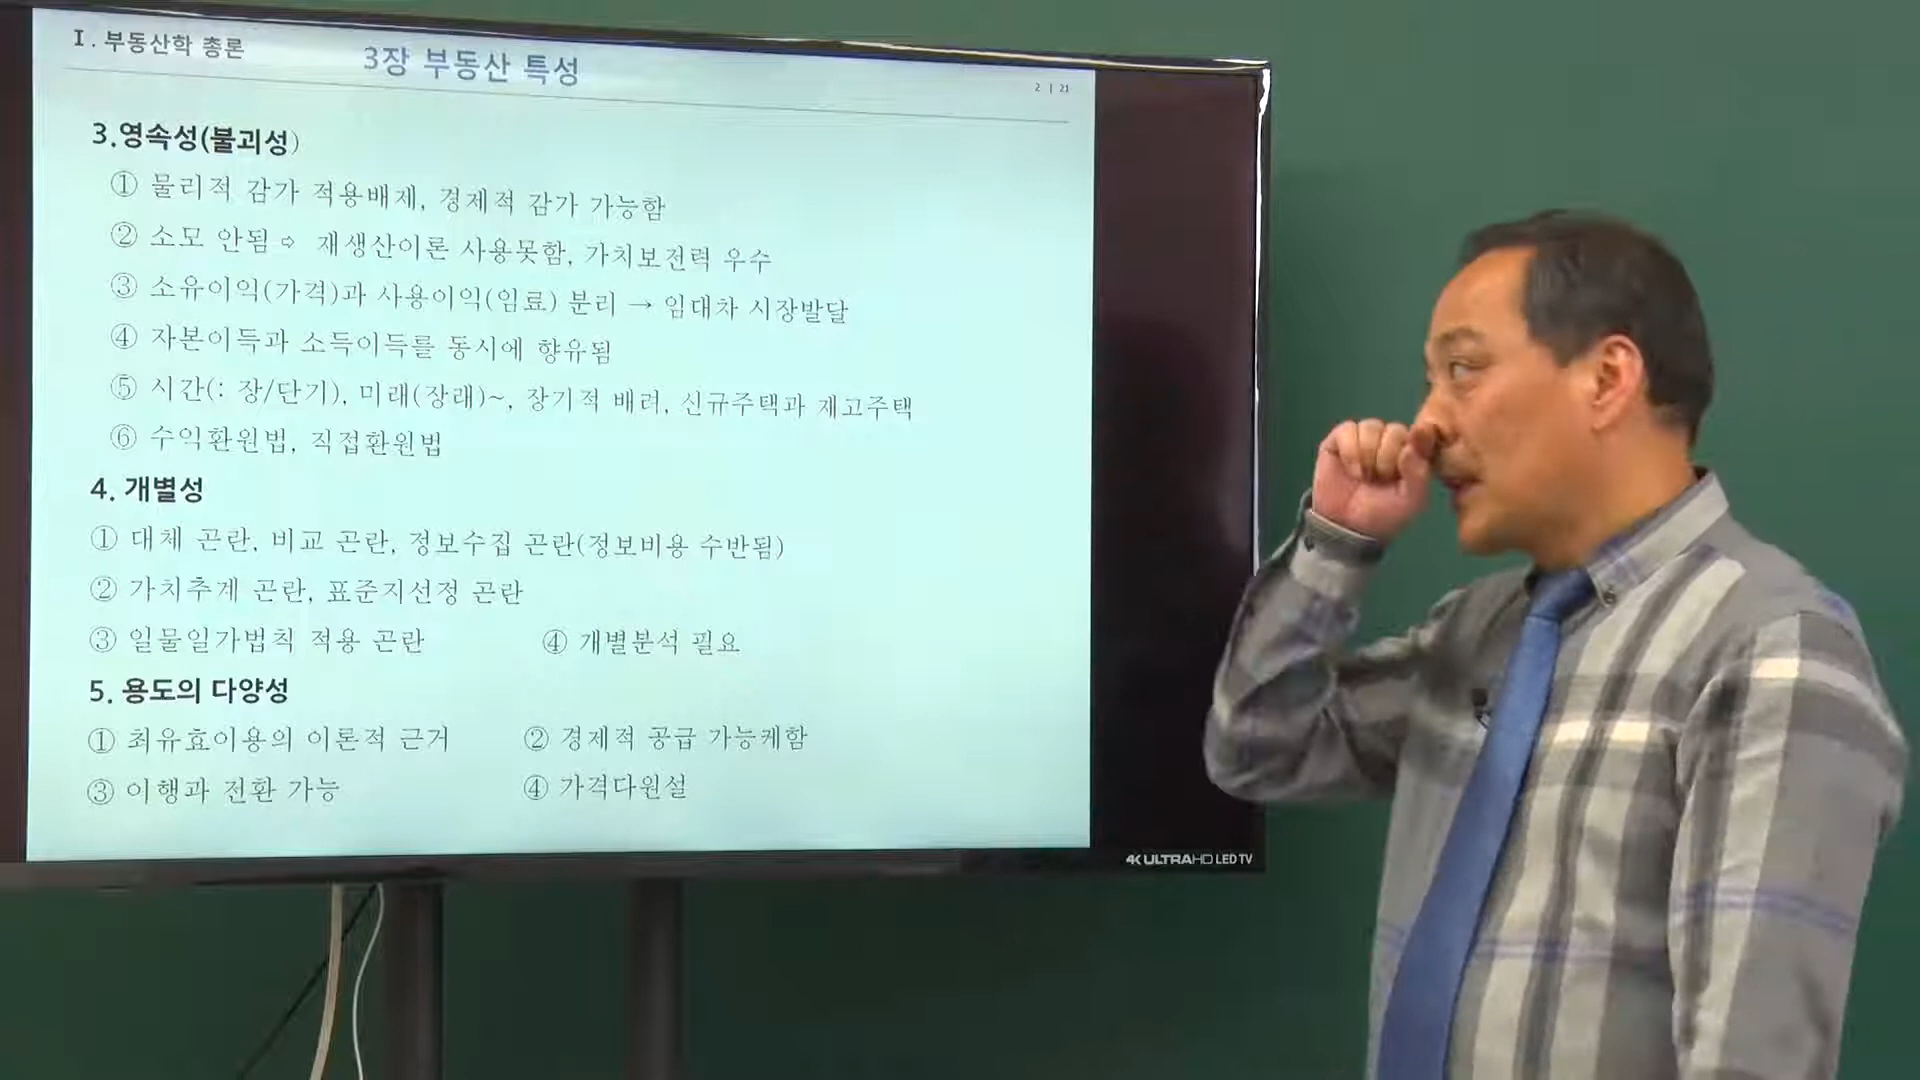 Ⅰ. 부동산학 총론
3장 부동산 특성
2 | 21
3.영속성(불괴성)
① 물리적 감가 적용배제, 경제적 감가 가능함
② 소모 안됨 ⇨ 재생산이론 사용못함, 가치보전력 우수
③ 소유이익(가격)과 사용이익(임료) 분리 → 임대차 시장발달
④ 자본이득과 소득이득를 동시에 향유됨
⑤ 시간(: 장/단기), 미래(장래)~, 장기적 배려, 신규주택과 재고주택
⑥ 수익환원법, 직접환원법
4. 개별성
① 대체 곤란, 비교 곤란, 정보수집 곤란(정보비용 수반됨)
② 가치추계 곤란, 표준지선정 곤란
③ 일물일가법칙 적용 곤란 ④ 개별분석 필요
5. 용도의 다양성
① 최유효이용의 이론적 근거 ② 경제적 공급 가능케함
③ 이행과 전환 가능 ④ 가격다원설
4K ULTRAHD LED TV